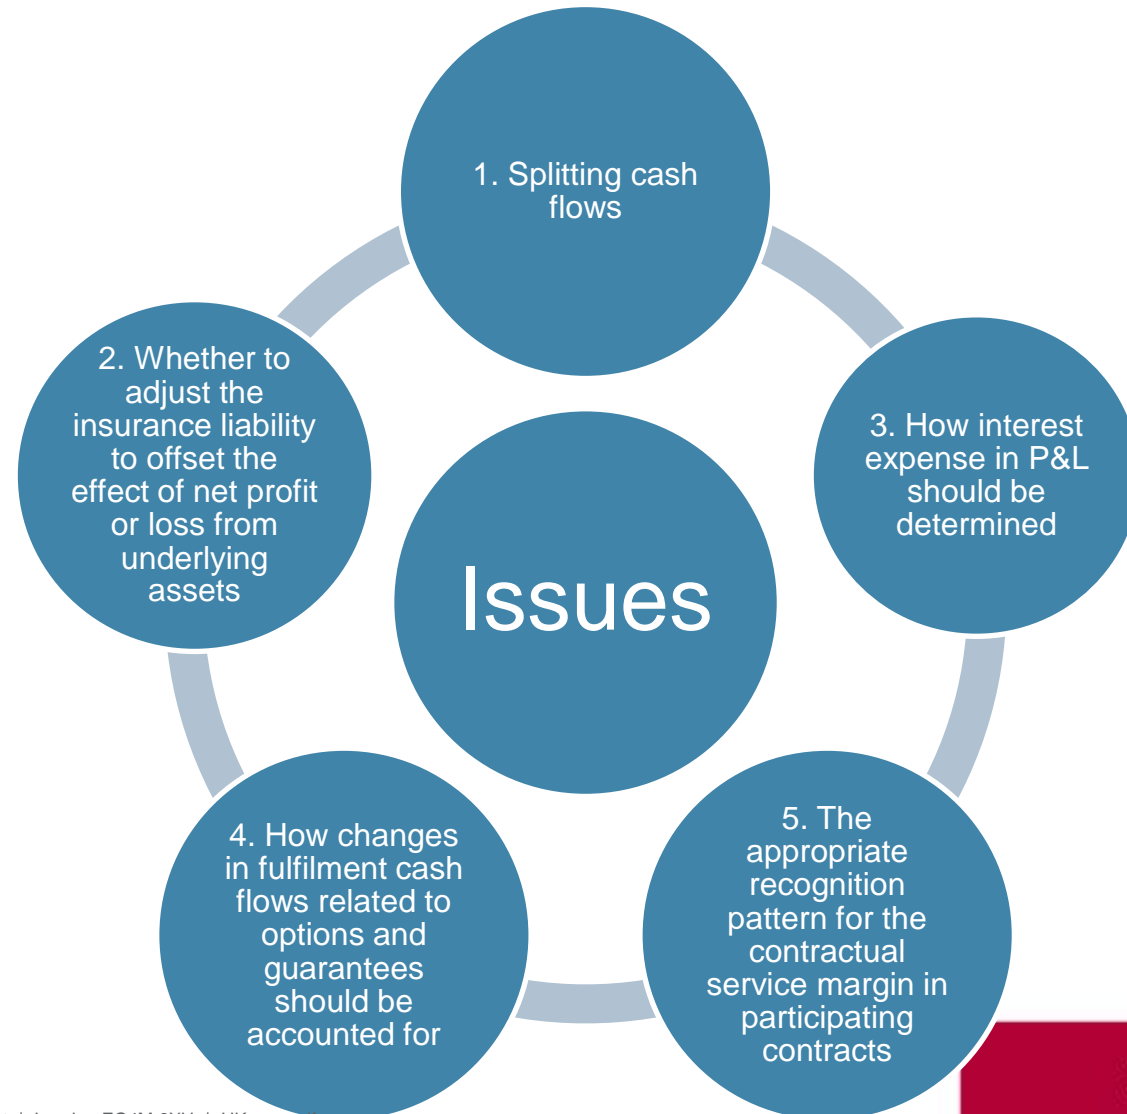 1. Splitting cash
flows
2. Whether to
adjust the
insurance liability
to offset the
effect of net profit
or loss from
underlying
assets
3. How interest
expense in P&L
should be
determined
Issues
4. How changes
in fulfilment cash
flows related to
options and
guarantees
should be
accounted for
5. The
appropriate
recognition
pattern for the
contractual
service margin in
participating
contracts